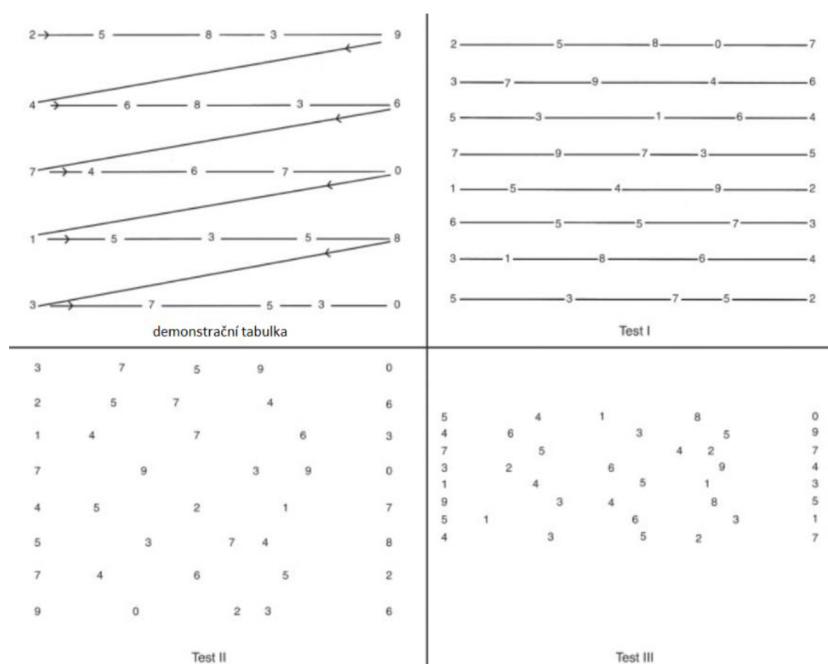 2 5 8 3 9
4 6 8 3 6
7 4 6 7 0
1 5 3 5 8
3 7 5 3 0
demonstrační tabulka
2 5 8 0 7
3 7 9 4 6
5 3 1 6 4
7 9 7 3 5
1 5 4 9 2
6 5 5 7 3
3 1 8 6 4
5 3 7 5 2
Test I
3 7 5 9 0
2 5 7 4 6
1 4 7 6 3
7 9 3 9 0
4 5 2 1 7
5 3 7 4 8
7 4 6 5 2
9 0 2 3 6
Test II
5 4 1 8 0
4 6 3 5 9
7 5 4 2 7
3 2 6 9 4
1 4 5 1 3
9 3 4 8 5
5 1 6 3 1
4 3 5 2 7
Test III